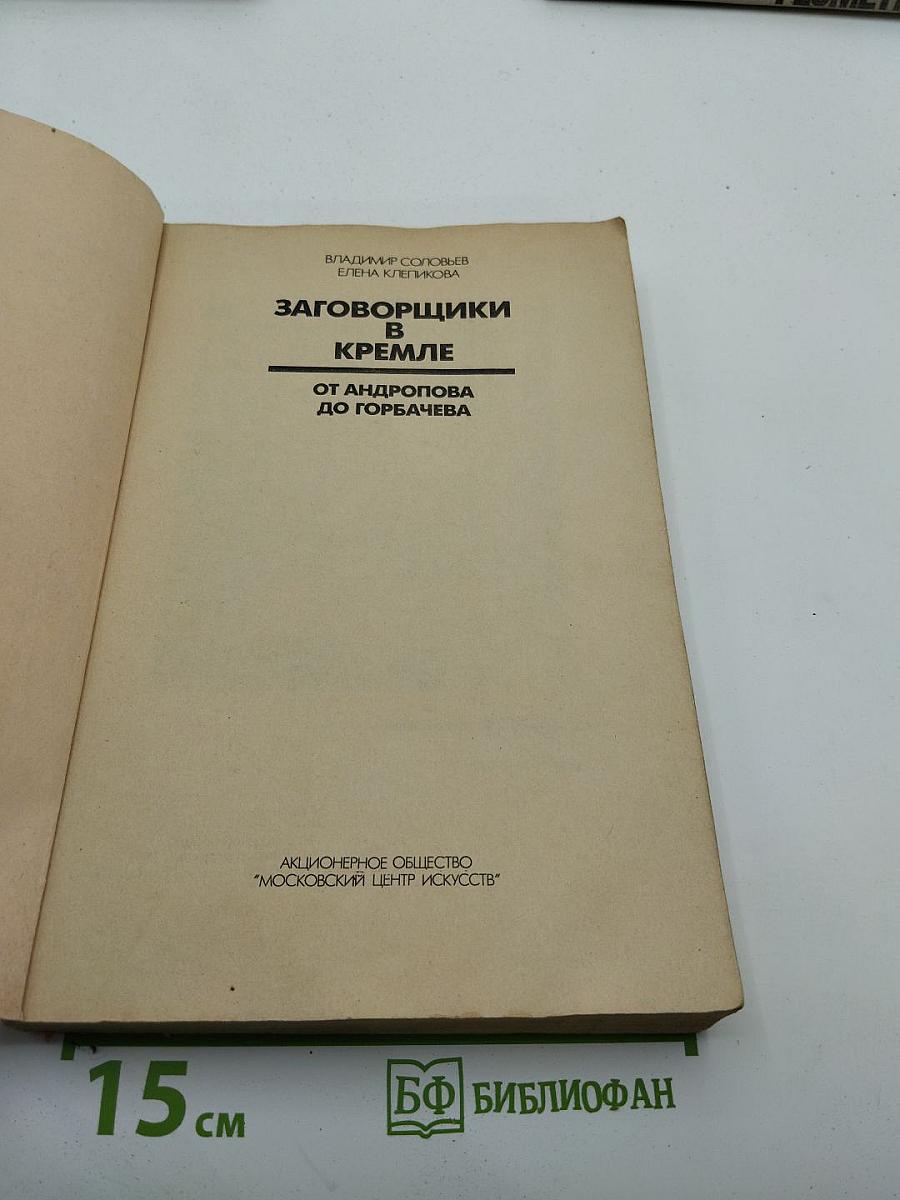 ВЛАДИМИР СОЛОВЬЕВ
ЕЛЕНА КЛЕПИКОВА
ЗАГОВОРЩИКИ
В
КРЕМЛЕ
ОТ АНДРОПОВА
ДО ГОРБАЧЕВА
АКЦИОНЕРНОЕ ОБЩЕСТВО
"МОСКОВСКИЙ ЦЕНТР ИСКУССТВ"
15 см
БФ БИБЛИОФАН